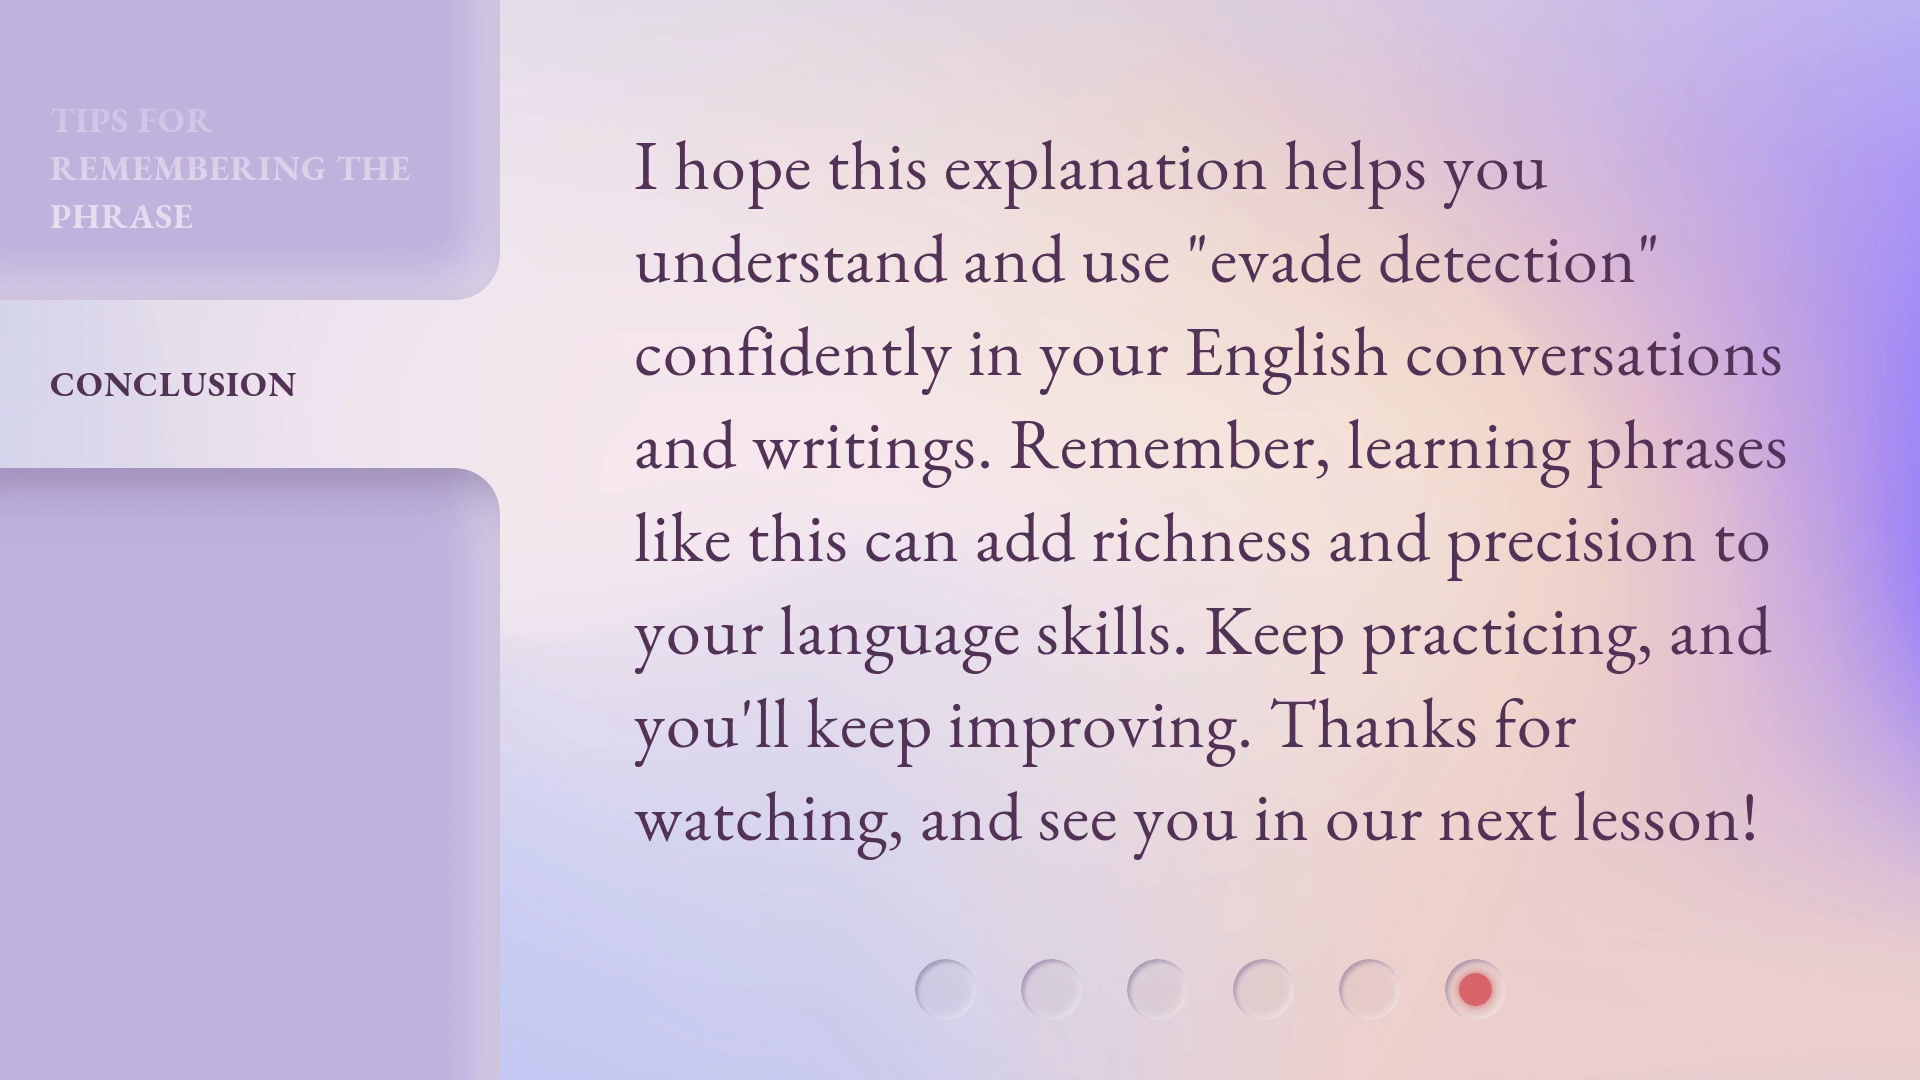 TIPS FOR
REMEMBERING THE
PHRASE
CONCLUSION
I hope this explanation helps you
understand and use "evade detection"
confidently in your English conversations
and writings. Remember, learning phrases
like this can add richness and precision to
your language skills. Keep practicing, and
you'll keep improving. Thanks for
watching, and see you in our next lesson!